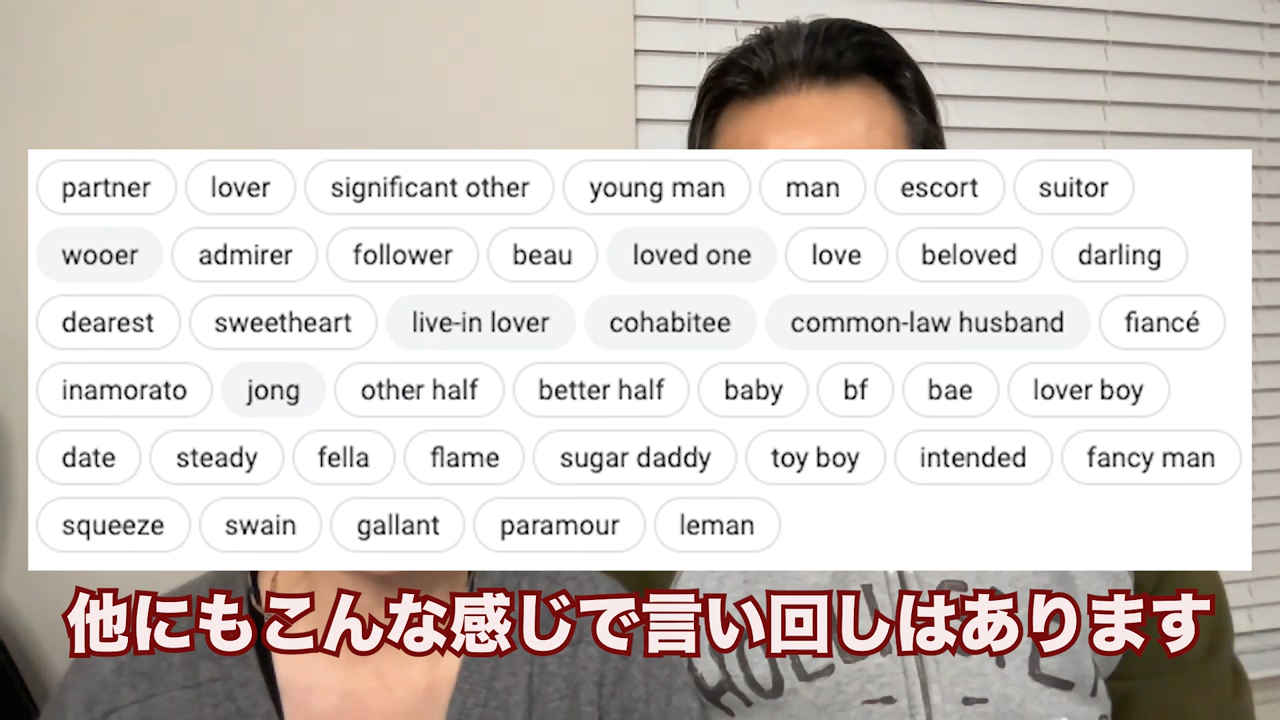 partner lover significant other young man man escort suitor
wooer admirer follower beau loved one love beloved darling
dearest sweetheart live-in lover cohabitee common-law husband fiancé
inamorato jong other half better half baby bf bae lover boy
date steady fella flame sugar daddy toy boy intended fancy man
squeeze swain gallant paramour leman
他にもこんな感じで言い回しはあります